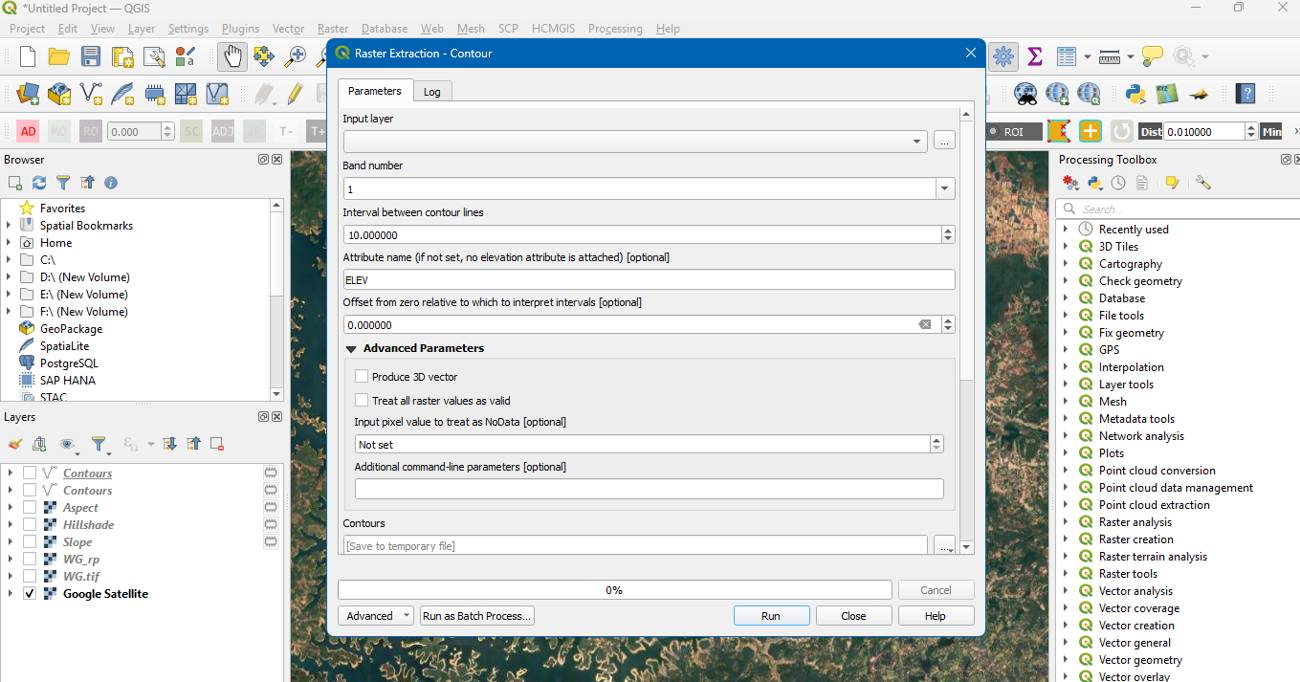 *Untitled Project — QGIS
Project Edit View Layer Settings Plugins Vector Raster Database Web Mesh SCP HCMGIS Processing Help
Raster Extraction - Contour
Parameters Log
Input layer
...
Band number
1
Interval between contour lines
10.000000
Attribute name (if not set, no elevation attribute is attached) [optional]
ELEV
Offset from zero relative to which to interpret intervals [optional]
0.000000
Advanced Parameters
Produce 3D vector
Treat all raster values as valid
Input pixel value to treat as NoData [optional]
Not set
Additional command-line parameters [optional]
Contours
[Save to temporary file]
...
0%
Cancel
Advanced
Run as Batch Process...
Run
Close
Help
AD MO RO 0.000 SC ADJ T- T+
ROI Dist 0.010000 Min
Browser
Favorites
Spatial Bookmarks
Home
C:\
D:\ (New Volume)
E:\ (New Volume)
F:\ (New Volume)
GeoPackage
SpatiaLite
PostgreSQL
SAP HANA
STAC
Layers
Contours
Contours
Aspect
Hillshade
Slope
WG_rp
WG.tif
Google Satellite
Processing Toolbox
Search...
Recently used
3D Tiles
Cartography
Check geometry
Database
File tools
Fix geometry
GPS
Interpolation
Layer tools
Mesh
Metadata tools
Network analysis
Plots
Point cloud conversion
Point cloud data management
Point cloud extraction
Raster analysis
Raster creation
Raster terrain analysis
Raster tools
Vector analysis
Vector coverage
Vector creation
Vector general
Vector geometry
Vector overlay